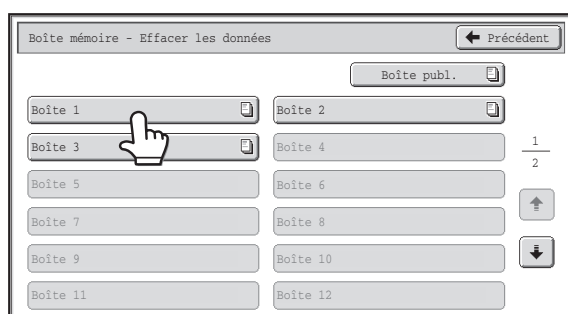 Boîte mémoire - Effacer les données
Précédent
Boîte publ.
Boîte 1
Boîte 2
Boîte 3
Boîte 4
1
2
Boîte 5
Boîte 6
Boîte 7
Boîte 8
Boîte 9
Boîte 10
Boîte 11
Boîte 12